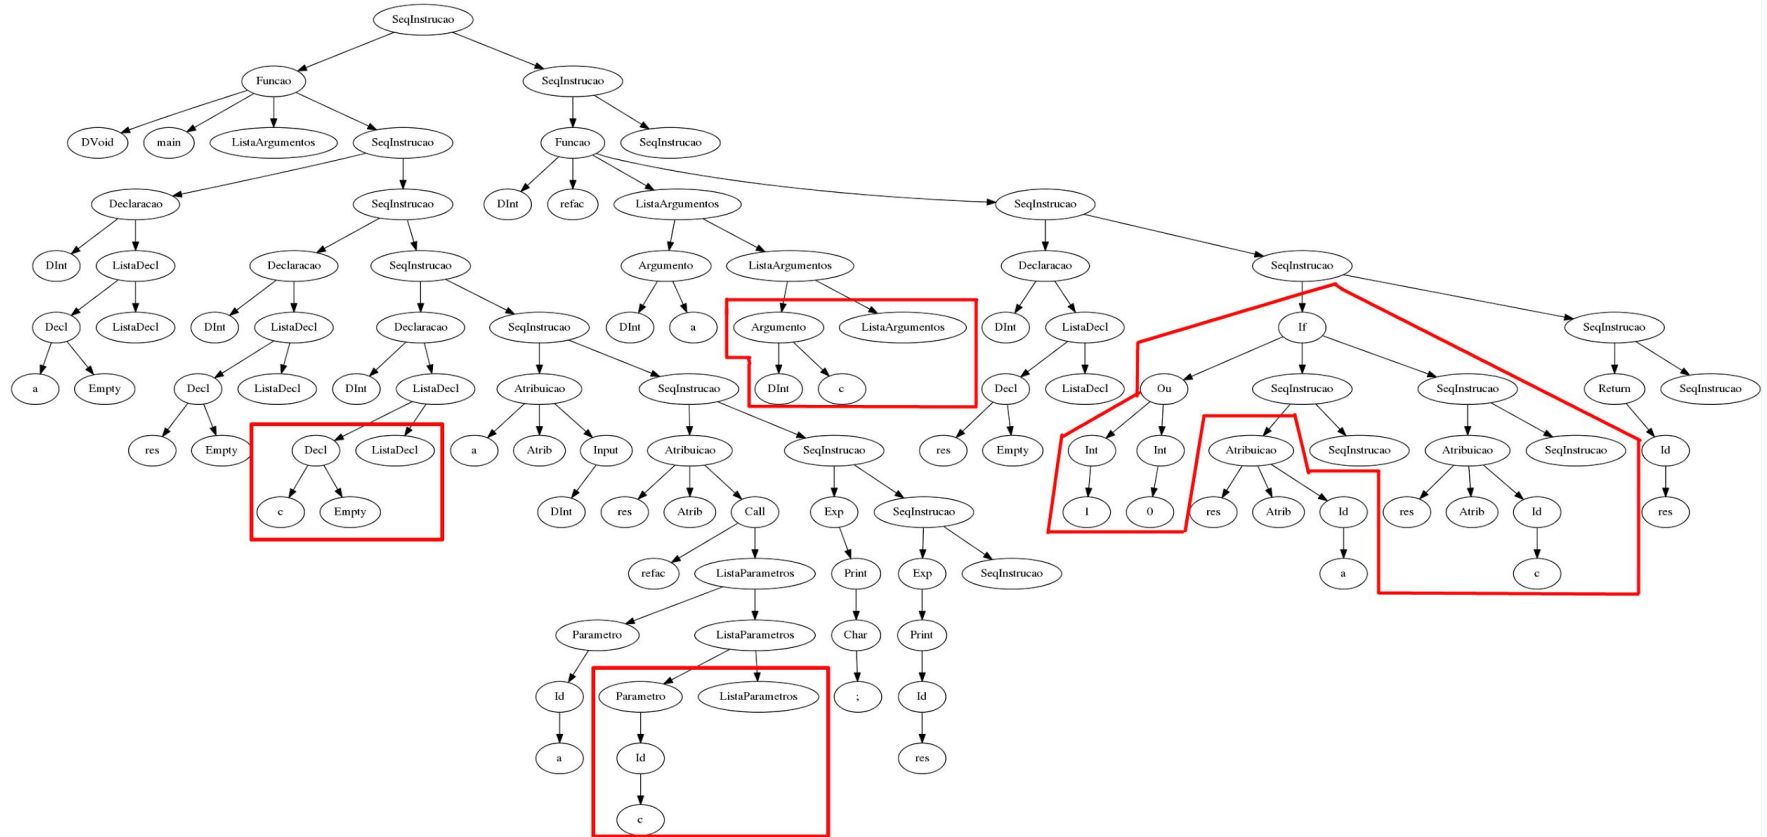 SeqInstrucao
Funcao SeqInstrucao
DVoid main ListaArgumentos SeqInstrucao Funcao SeqInstrucao
Declaracao SeqInstrucao DInt refac ListaArgumentos SeqInstrucao
DInt ListaDecl Declaracao SeqInstrucao Argumento ListaArgumentos Declaracao SeqInstrucao
Decl ListaDecl DInt ListaDecl Declaracao SeqInstrucao DInt a Argumento ListaArgumentos DInt ListaDecl If SeqInstrucao
a Empty Decl ListaDecl DInt ListaDecl Atribuicao SeqInstrucao DInt c Decl ListaDecl Ou SeqInstrucao SeqInstrucao Return SeqInstrucao
res Empty Decl ListaDecl a Atrib Input Atribuicao SeqInstrucao res Empty Int Int Atribuicao SeqInstrucao Atribuicao SeqInstrucao Id
c Empty DInt res Atrib Call Exp SeqInstrucao 1 0 res Atrib Id res Atrib Id res
refac ListaParametros Print Exp SeqInstrucao a c
Parametro ListaParametros Char Print
Id Parametro ListaParametros ; Id
a Id res
c